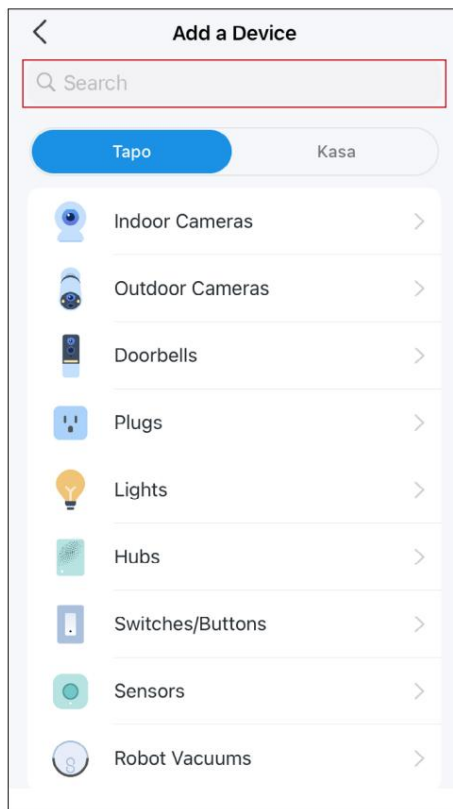 Add a Device
Search
Tapo Kasa
Indoor Cameras
Outdoor Cameras
Doorbells
Plugs
Lights
Hubs
Switches/Buttons
Sensors
Robot Vacuums